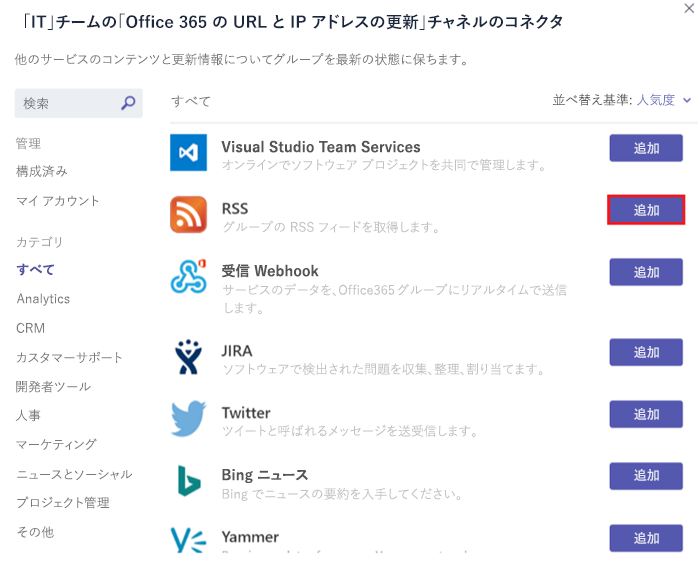 「IT」チームの「Office 365 の URL と IP アドレスの更新」チャネルのコネクタ
他のサービスのコンテンツと更新情報についてグループを最新の状態に保ちます。
検索
すべて
並べ替え基準: 人気度
管理
構成済み
マイ アカウント
カテゴリ
すべて
Analytics
CRM
カスタマーサポート
開発者ツール
人事
マーケティング
ニュースとソーシャル
プロジェクト管理
その他
Visual Studio Team Services
オンラインでソフトウェア プロジェクトを共同で管理します。
追加
RSS
グループの RSS フィードを取得します。
追加
受信 Webhook
サービスのデータを、Office365グループにリアルタイムで送信
します。
追加
JIRA
ソフトウェアで検出された問題を収集、整理、割り当てます。
追加
Twitter
ツイートと呼ばれるメッセージを送受信します。
追加
Bing ニュース
Bing でニュースの要約を入手してください。
追加
Yammer
追加